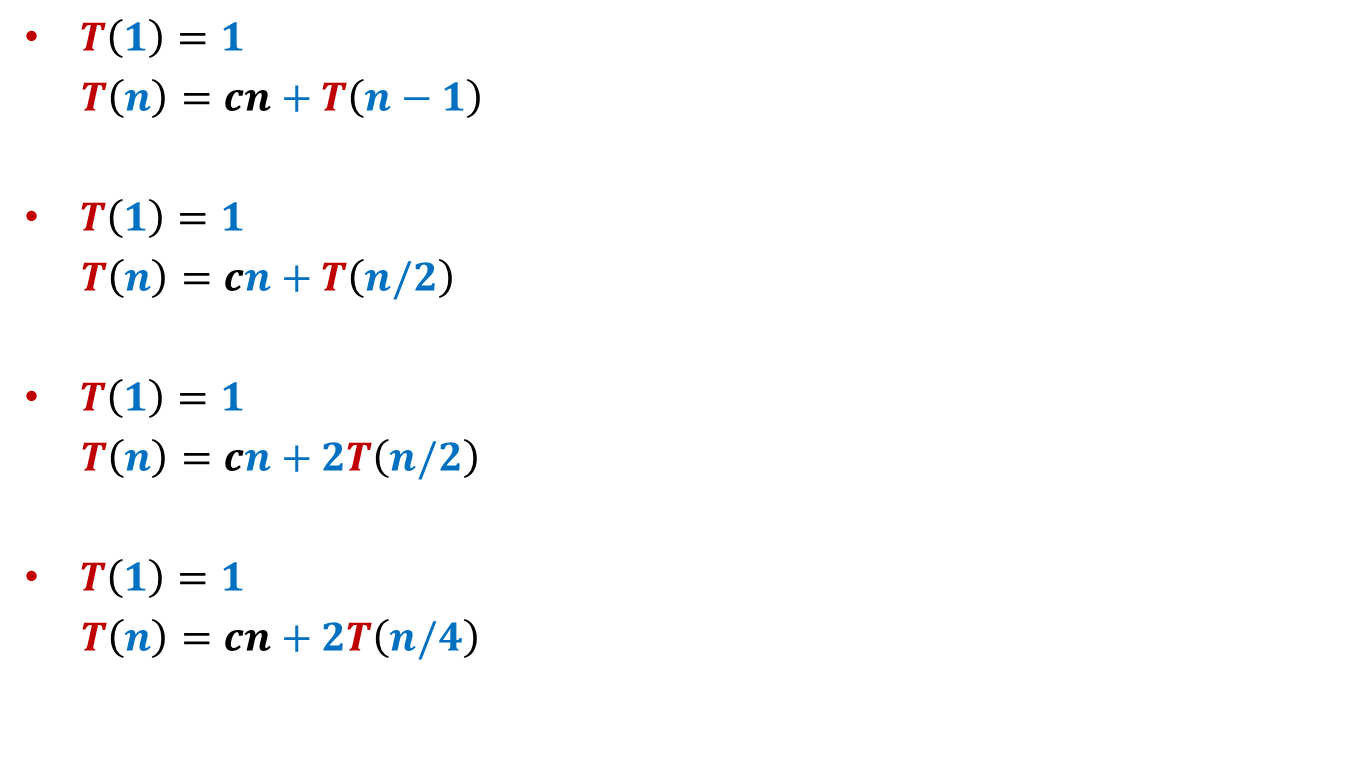 • T(1) = 1
T(n) = cn + T(n − 1)
• T(1) = 1
T(n) = cn + T(n/2)
• T(1) = 1
T(n) = cn + 2T(n/2)
• T(1) = 1
T(n) = cn + 2T(n/4)